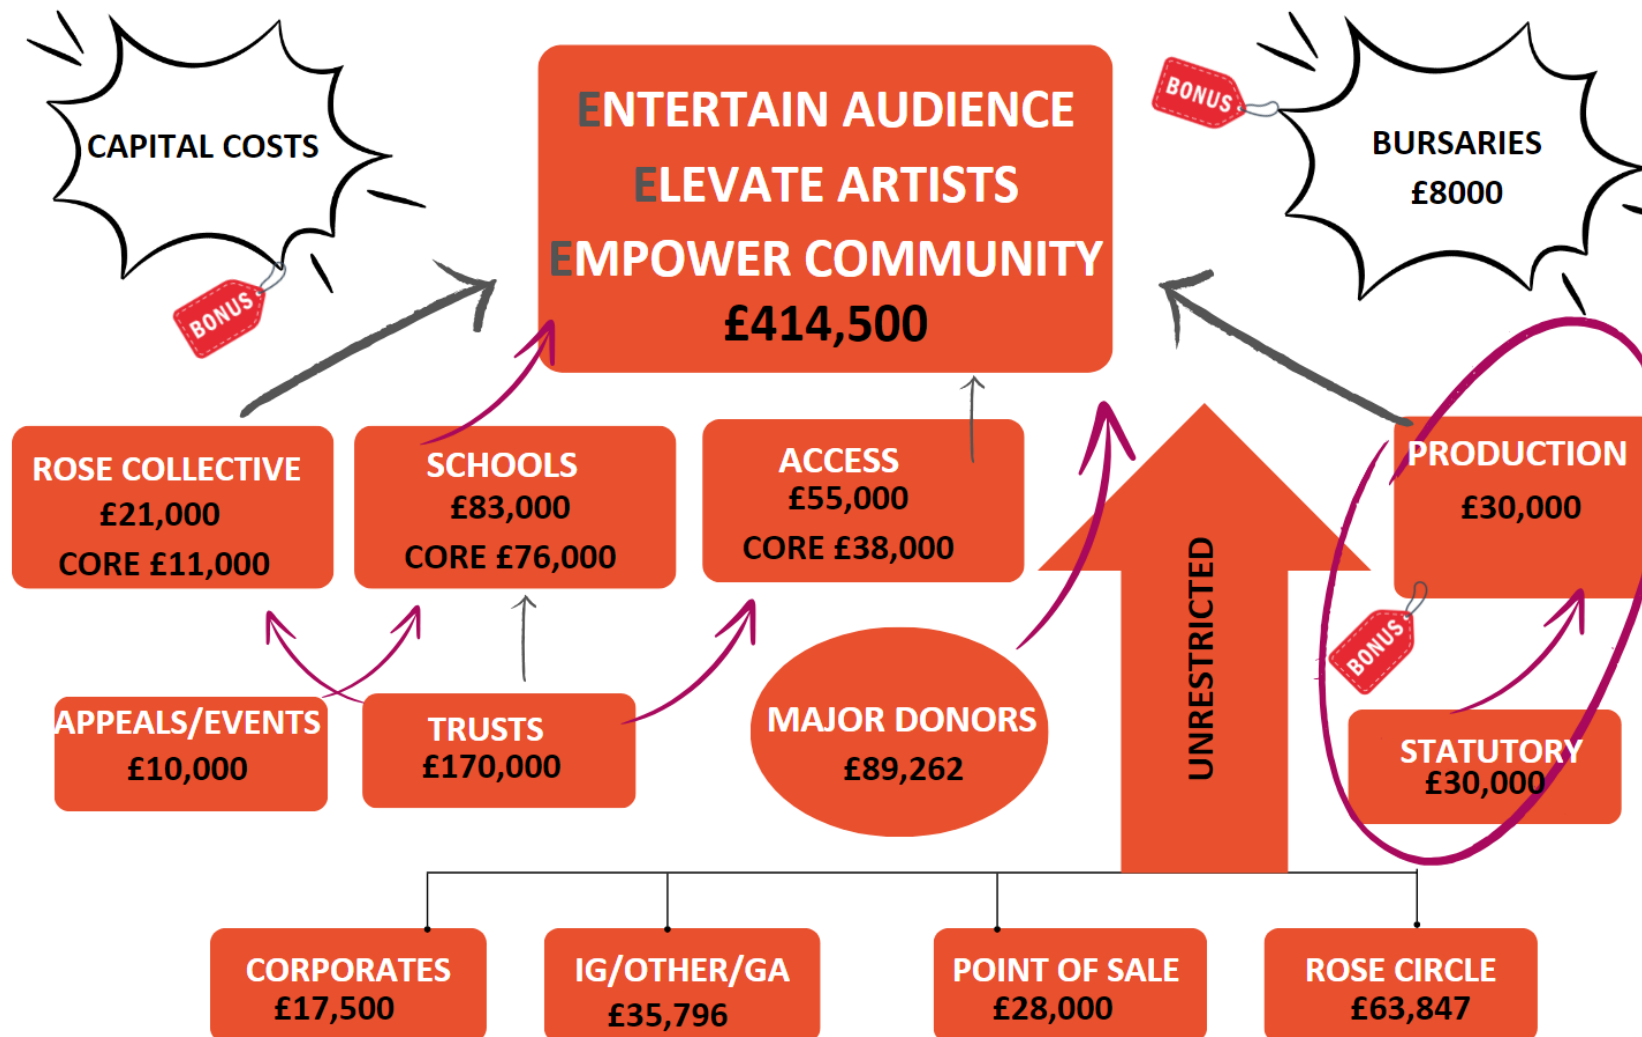 CAPITAL COSTS
BONUS
ENTERTAIN AUDIENCE
ELEVATE ARTISTS
EMPOWER COMMUNITY
£414,500
BONUS
BURSARIES
£8000
ROSE COLLECTIVE
£21,000
CORE £11,000
SCHOOLS
£83,000
CORE £76,000
ACCESS
£55,000
CORE £38,000
UNRESTRICTED
PRODUCTION
£30,000
BONUS
APPEALS/EVENTS
£10,000
TRUSTS
£170,000
MAJOR DONORS
£89,262
STATUTORY
£30,000
CORPORATES
£17,500
IG/OTHER/GA
£35,796
POINT OF SALE
£28,000
ROSE CIRCLE
£63,847